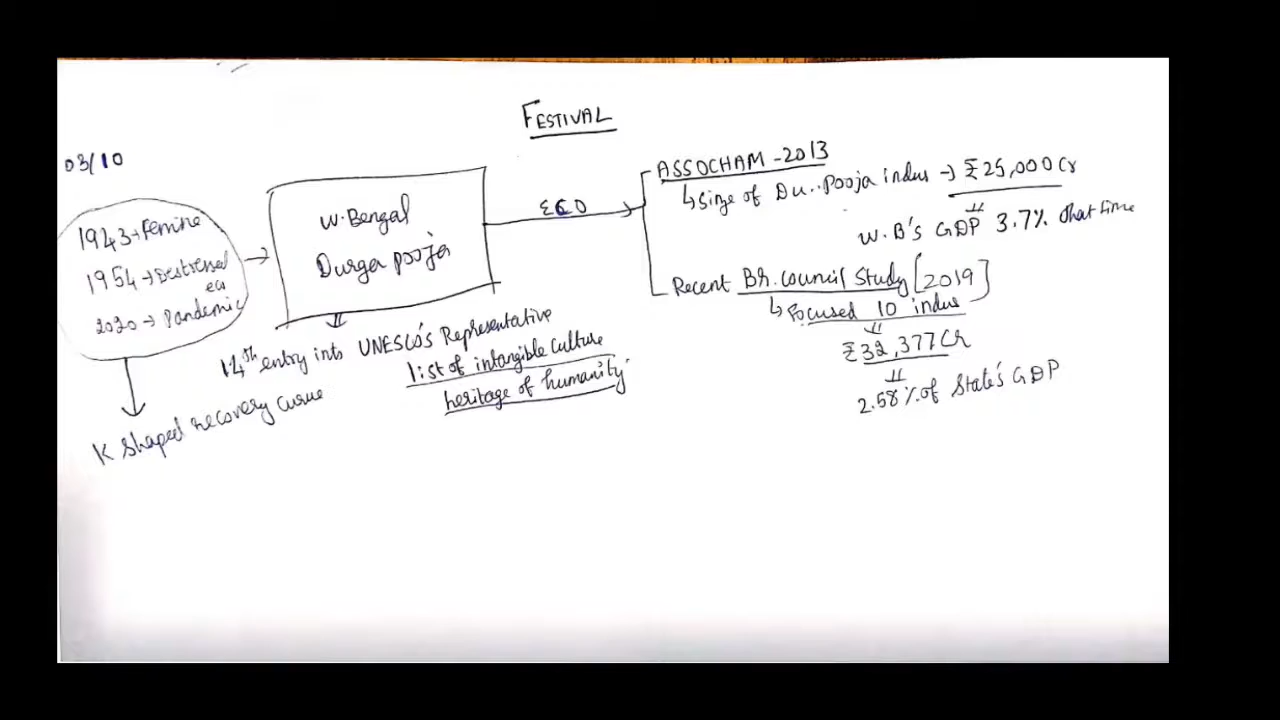 FESTIVAL
03/10
1943→Femine
1954→Destressed
eco
2020→Pandemic
K shaped recovery curve
W.Bengal
Durga pooja
14th entry into UNESCO's Representative
list of intangible culture
heritage of humanity
ECO
ASSOCHAM -2013
↳Size of Du.. Pooja indus → ₹25,000 Cr
W.B's GDP 3.7% that time
Recent Br. Council Study [2019]
↳ Focused 10 indus
₹32,377 Cr
2.58% of State's GDP